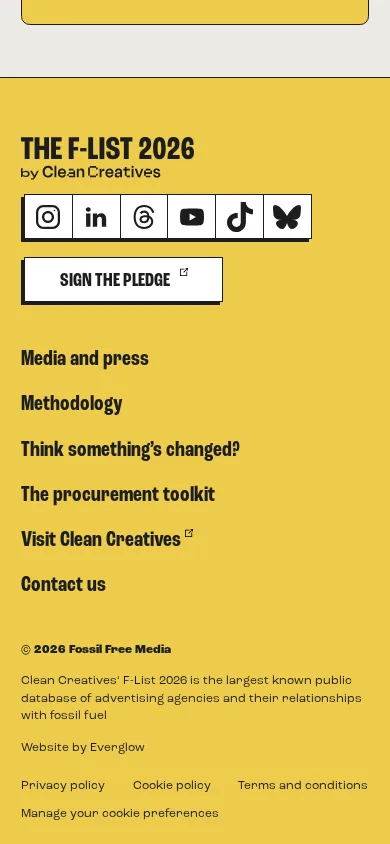 THE F-LIST 2026
by Clean Creatives
SIGN THE PLEDGE
Media and press
Methodology
Think something’s changed?
The procurement toolkit
Visit Clean Creatives
Contact us
© 2026 Fossil Free Media
Clean Creatives’ F-List 2026 is the largest known public
database of advertising agencies and their relationships
with fossil fuel
Website by Everglow
Privacy policy Cookie policy Terms and conditions
Manage your cookie preferences